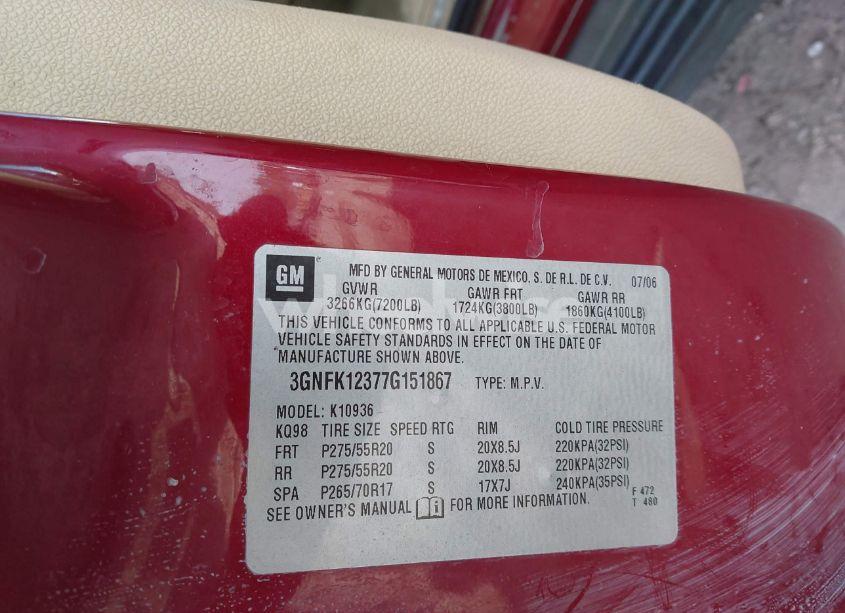 GM
MFD BY GENERAL MOTORS DE MEXICO, S. DE R.L. DE C.V. 07/06
GVWR GAWR FRT GAWR RR
3266KG(7200LB) 1724KG(3800LB) 1860KG(4100LB)
THIS VEHICLE CONFORMS TO ALL APPLICABLE U.S. FEDERAL MOTOR
VEHICLE SAFETY STANDARDS IN EFFECT ON THE DATE OF
MANUFACTURE SHOWN ABOVE.
3GNFK12377G151867 TYPE: M.P.V.
MODEL: K10936
KQ98 TIRE SIZE SPEED RTG RIM COLD TIRE PRESSURE
FRT P275/55R20 S 20X8.5J 220KPA(32PSI)
RR P275/55R20 S 20X8.5J 220KPA(32PSI)
SPA P265/70R17 S 17X7J 240KPA(35PSI)
F 472
SEE OWNER'S MANUAL FOR MORE INFORMATION. T 480